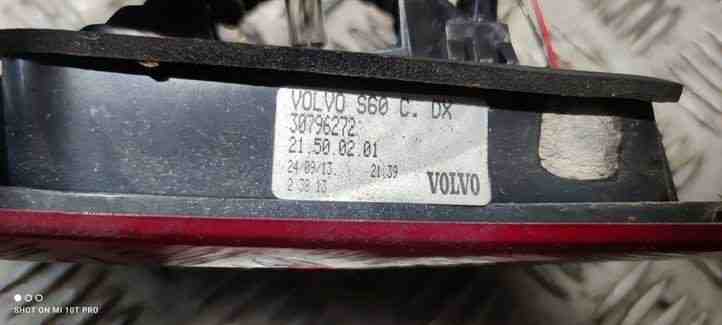 VOLVO S60 C. DX
30796272
21.50.02.01
24/09/13. 21:39
2 38 13
VOLVO
SHOT ON MI 10T PRO